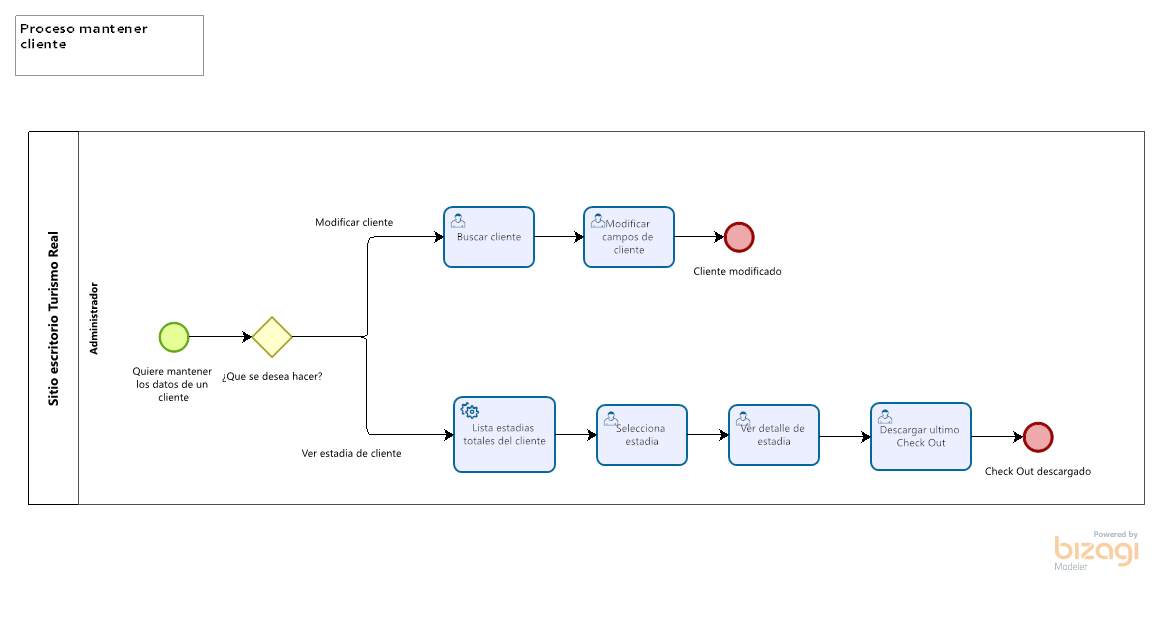 Proceso mantener
cliente
Sitio escritorio Turismo Real
Administrador
Quiere mantener
los datos de un
cliente
¿Que se desea hacer?
Modificar cliente
Buscar cliente
Modificar
campos de
cliente
Cliente modificado
Ver estadia de cliente
Lista estadias
totales del cliente
Selecciona
estadia
Ver detalle de
estadia
Descargar ultimo
Check Out
Check Out descargado
Powered by
bizagi
Modeler